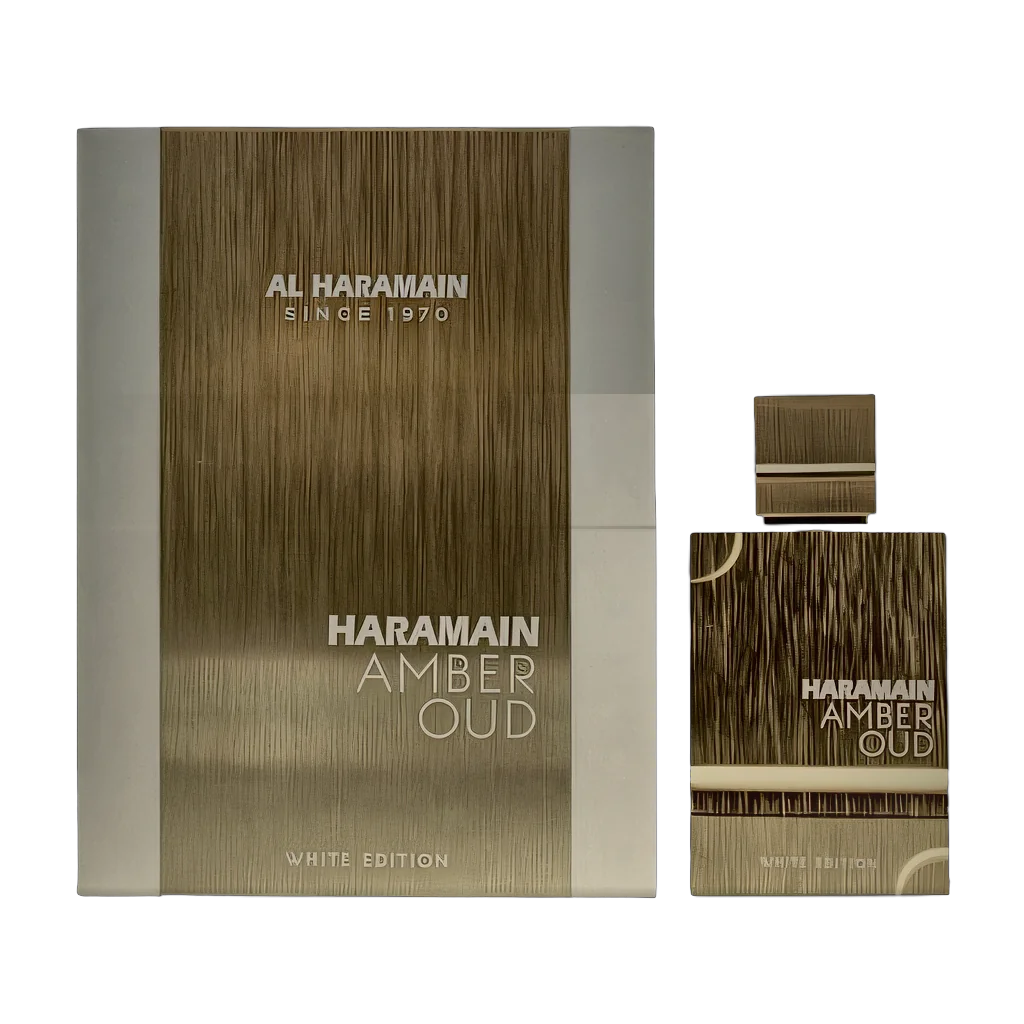 AL HARAMAIN
SINCE 1970
HARAMAIN
AMBER
OUD
WHITE EDITION
HARAMAIN
AMBER
OUD
WHITE EDITION